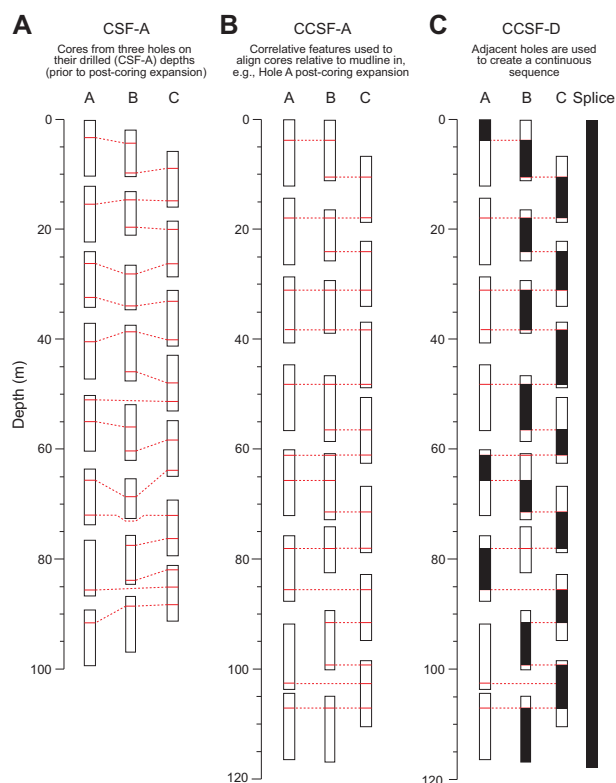 A
CSF-A
Cores from three holes on
their drilled (CSF-A) depths
(prior to post-coring expansion)
A B C
0
20
40
60
80
100
Depth (m)
B
CCSF-A
Correlative features used to
align cores relative to mudline in,
e.g., Hole A post-coring expansion
A B C
0
20
40
60
80
100
120
C
CCSF-D
Adjacent holes are used
to create a continuous
sequence
A B C Splice
0
20
40
60
80
100
120